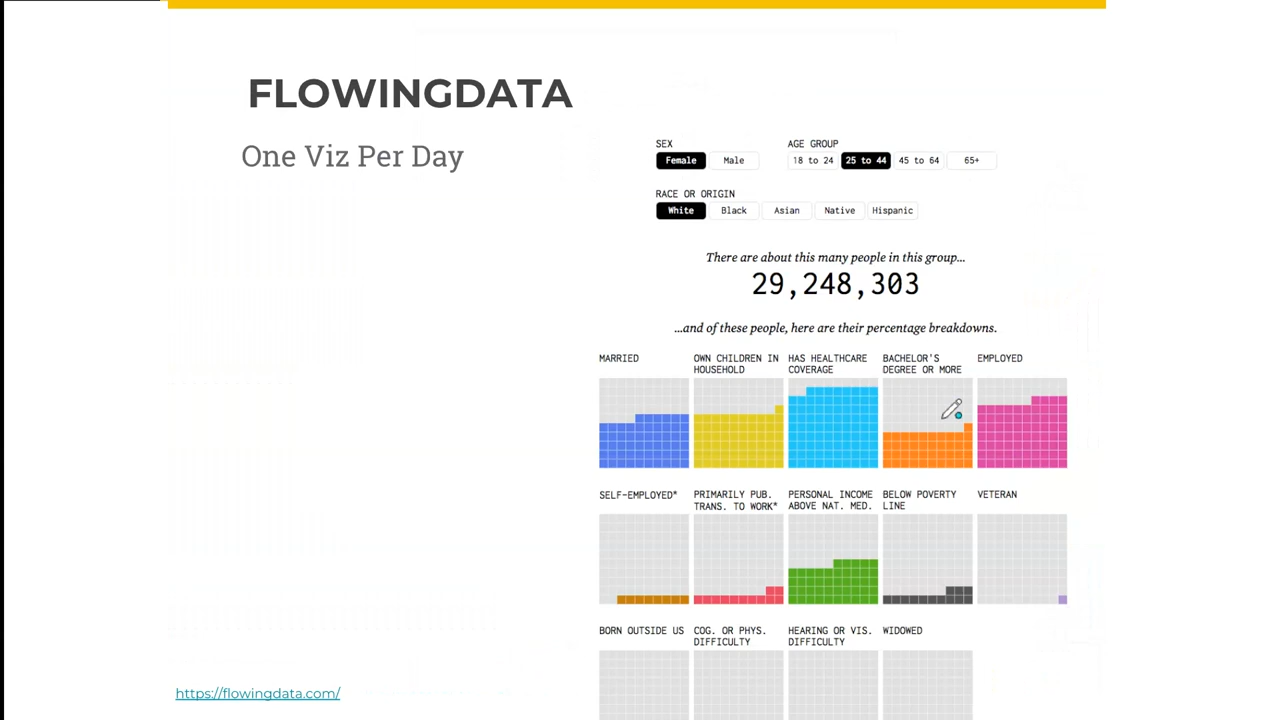 FLOWINGDATA
One Viz Per Day
SEX
Female Male
AGE GROUP
18 to 24 25 to 44 45 to 64 65+
RACE OR ORIGIN
White Black Asian Native Hispanic
There are about this many people in this group...
29,248,303
...and of these people, here are their percentage breakdowns.
MARRIED
OWN CHILDREN IN
HOUSEHOLD
HAS HEALTHCARE
COVERAGE
BACHELOR'S
DEGREE OR MORE
EMPLOYED
SELF-EMPLOYED*
PRIMARILY PUB.
TRANS. TO WORK*
PERSONAL INCOME
ABOVE NAT. MED.
BELOW POVERTY
LINE
VETERAN
BORN OUTSIDE US
COG. OR PHYS.
DIFFICULTY
HEARING OR VIS.
DIFFICULTY
WIDOWED
https://flowingdata.com/